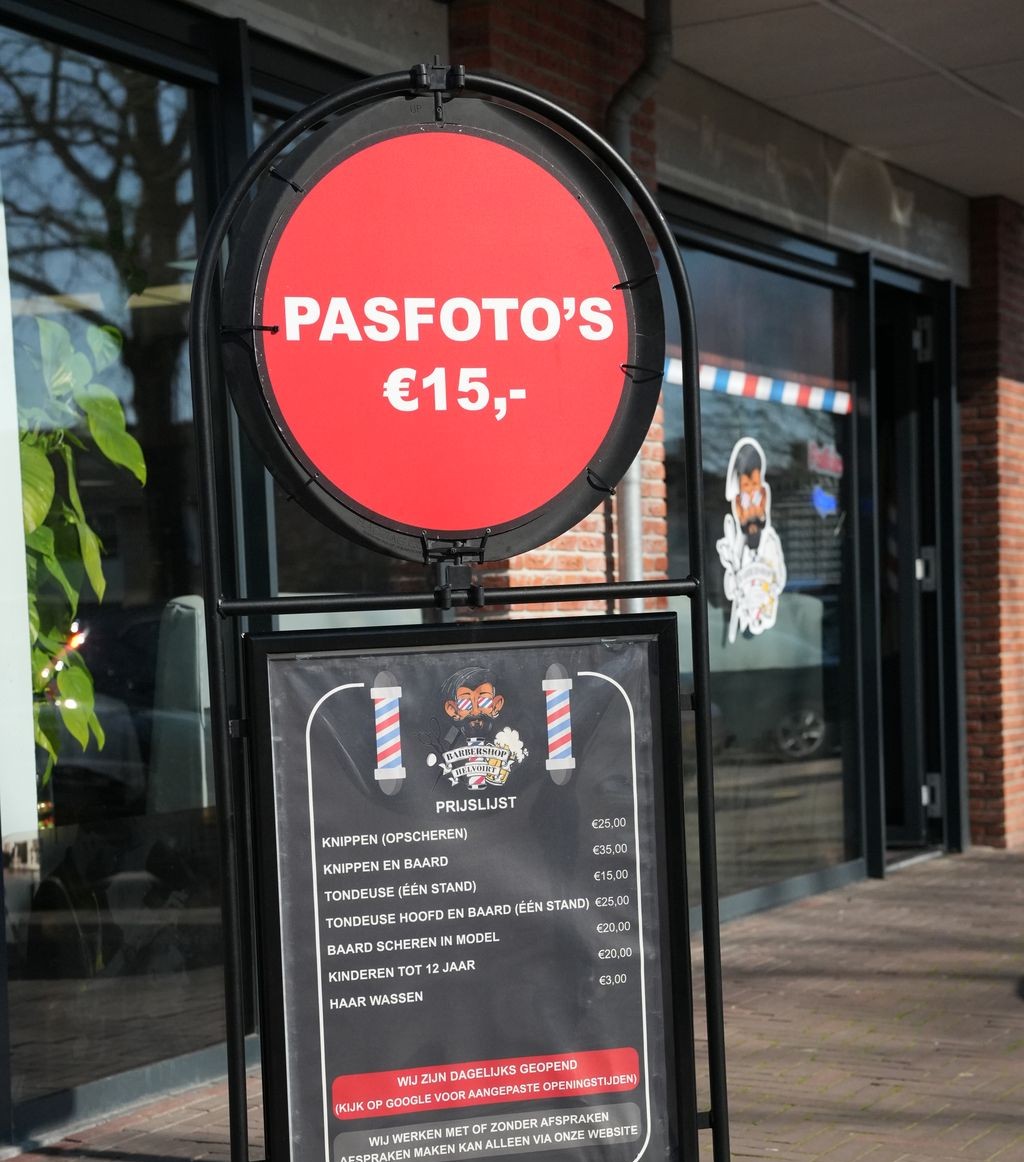 UP
PASFOTO'S
€15,-
BARBERSHOP
HELVOIRT
PRIJSLIJST
KNIPPEN (OPSCHEREN) €25,00
KNIPPEN EN BAARD €35,00
TONDEUSE (ÉÉN STAND) €15,00
TONDEUSE HOOFD EN BAARD (ÉÉN STAND) €25,00
BAARD SCHEREN IN MODEL €20,00
KINDEREN TOT 12 JAAR €20,00
HAAR WASSEN €3,00
WIJ ZIJN DAGELIJKS GEOPEND
(KIJK OP GOOGLE VOOR AANGEPASTE OPENINGSTIJDEN)
WIJ WERKEN MET OF ZONDER AFSPRAKEN
AFSPRAKEN MAKEN KAN ALLEEN VIA ONZE WEBSITE